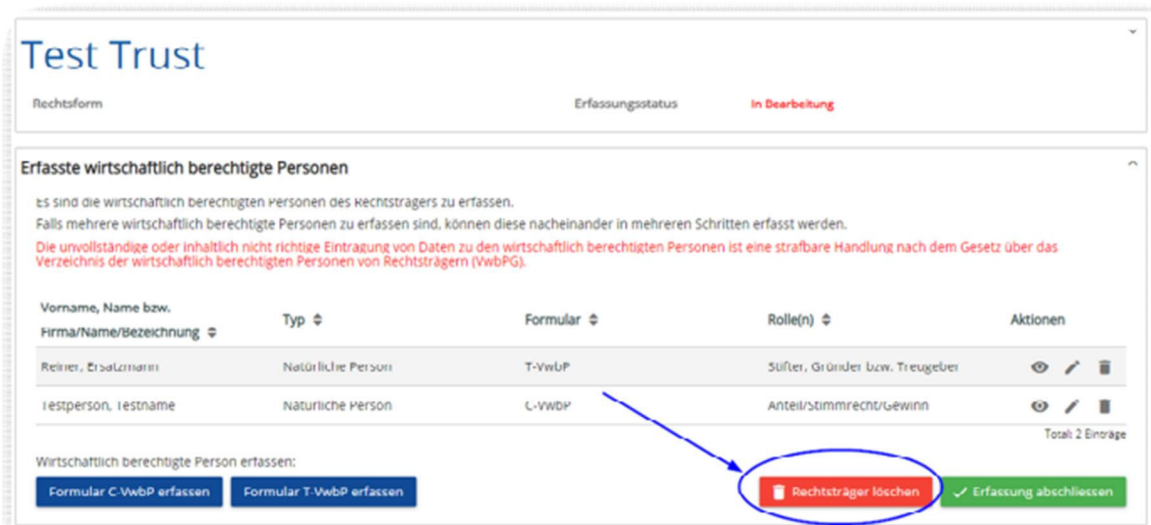 Test Trust
Rechtsform Erfassungsstatus In Bearbeitung
Erfasste wirtschaftlich berechtigte Personen
Es sind die wirtschaftlich berechtigten Personen des Rechtsträgers zu erfassen.
Falls mehrere wirtschaftlich berechtigte Personen zu erfassen sind, können diese nacheinander in mehreren Schritten erfasst werden.
Die unvollständige oder inhaltlich nicht richtige Eintragung von Daten zu den wirtschaftlich berechtigten Personen ist eine strafbare Handlung nach dem Gesetz über das
Verzeichnis der wirtschaftlich berechtigten Personen von Rechtsträgern (VwbPG).
Vorname, Name bzw.
Firma/Name/Bezeichnung Typ Formular Rolle(n) Aktionen
Reiner, Ersatzmann Natürliche Person T-VwbP Stifter, Gründer bzw. Treugeber
Testperson, Testname Natürliche Person C-VwbP Anteil/Stimmrecht/Gewinn
Total: 2 Einträge
Wirtschaftlich berechtigte Person erfassen:
Formular C-VwbP erfassen Formular T-VwbP erfassen Rechtsträger löschen Erfassung abschliessen